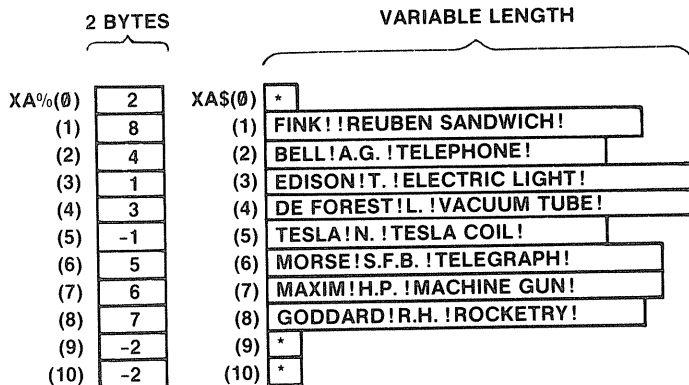 2 BYTES VARIABLE LENGTH
XA%(0) 2 XA$(0) *
(1) 8 (1) FINK!!REUBEN SANDWICH!
(2) 4 (2) BELL!A.G.!TELEPHONE!
(3) 1 (3) EDISON!T.!ELECTRIC LIGHT!
(4) 3 (4) DE FOREST!L.!VACUUM TUBE!
(5) -1 (5) TESLA!N.!TESLA COIL!
(6) 5 (6) MORSE!S.F.B.!TELEGRAPH!
(7) 6 (7) MAXIM!H.P.!MACHINE GUN!
(8) 7 (8) GODDARD!R.H.!ROCKETRY!
(9) -2 (9) *
(10) -2 (10) *